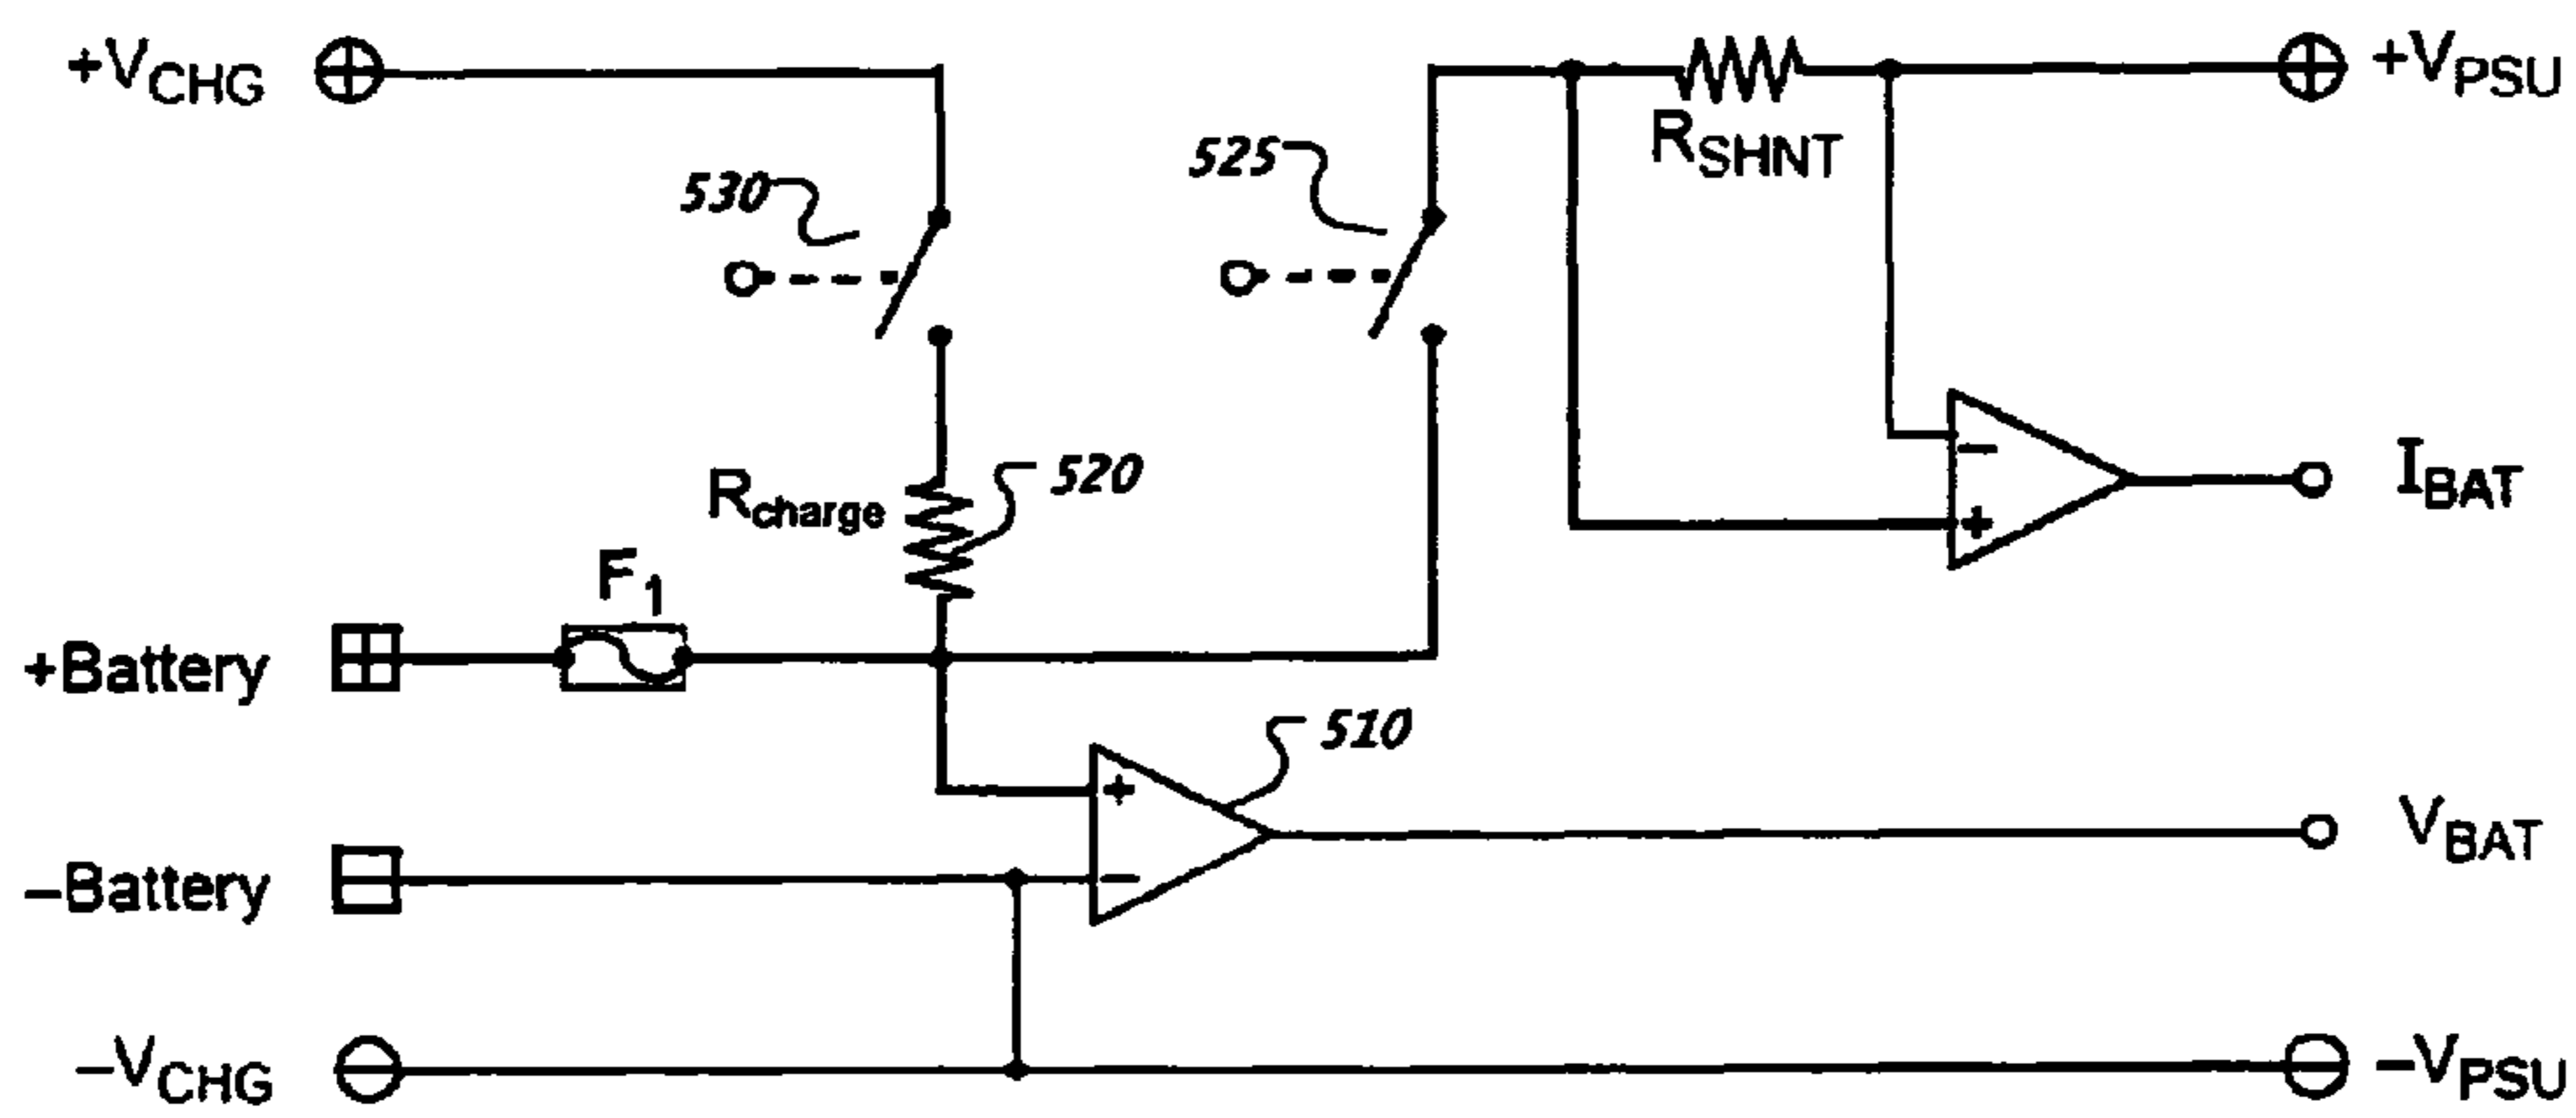 +VCHG
+VPSU
RSHNT
525
530
IBAT
Rcharge
520
F1
+Battery
510
VBAT
–Battery
–VCHG
–VPSU